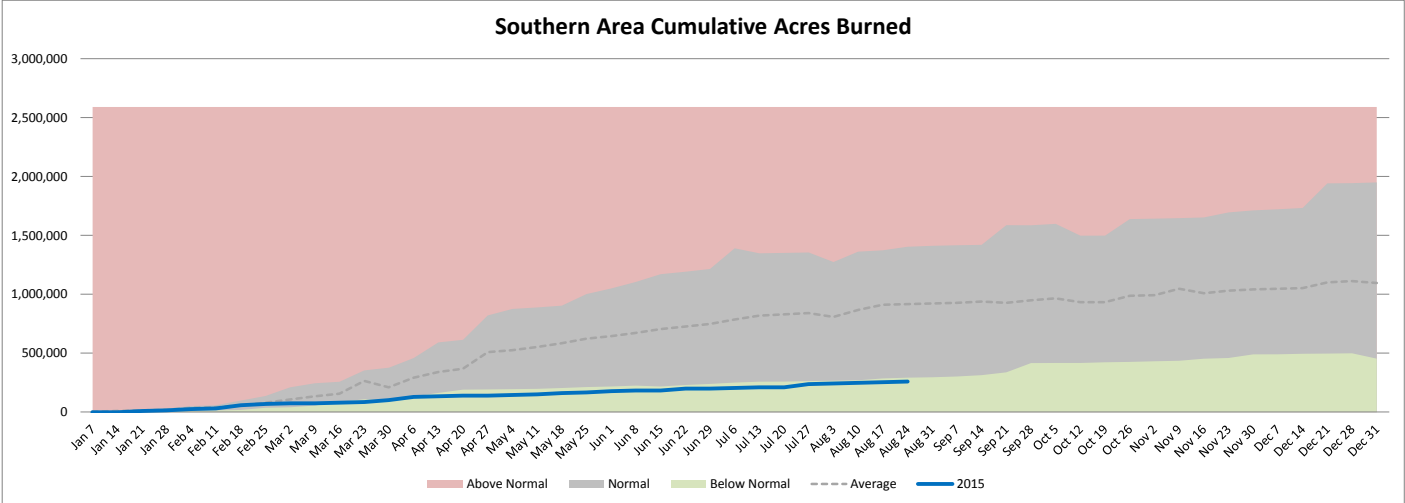 Southern Area Cumulative Acres Burned
3,000,000
2,500,000
2,000,000
1,500,000
1,000,000
500,000
0
Jan 7
Jan 14
Jan 21
Jan 28
Feb 4
Feb 11
Feb 18
Feb 25
Mar 2
Mar 9
Mar 16
Mar 23
Mar 30
Apr 6
Apr 13
Apr 20
Apr 27
May 4
May 11
May 18
May 25
Jun 1
Jun 8
Jun 15
Jun 22
Jun 29
Jul 6
Jul 13
Jul 20
Jul 27
Aug 3
Aug 10
Aug 17
Aug 24
Aug 31
Sep 7
Sep 14
Sep 21
Sep 28
Oct 5
Oct 12
Oct 19
Oct 26
Nov 2
Nov 9
Nov 16
Nov 23
Nov 30
Dec 7
Dec 14
Dec 21
Dec 28
Dec 31
Above Normal Normal Below Normal Average 2015